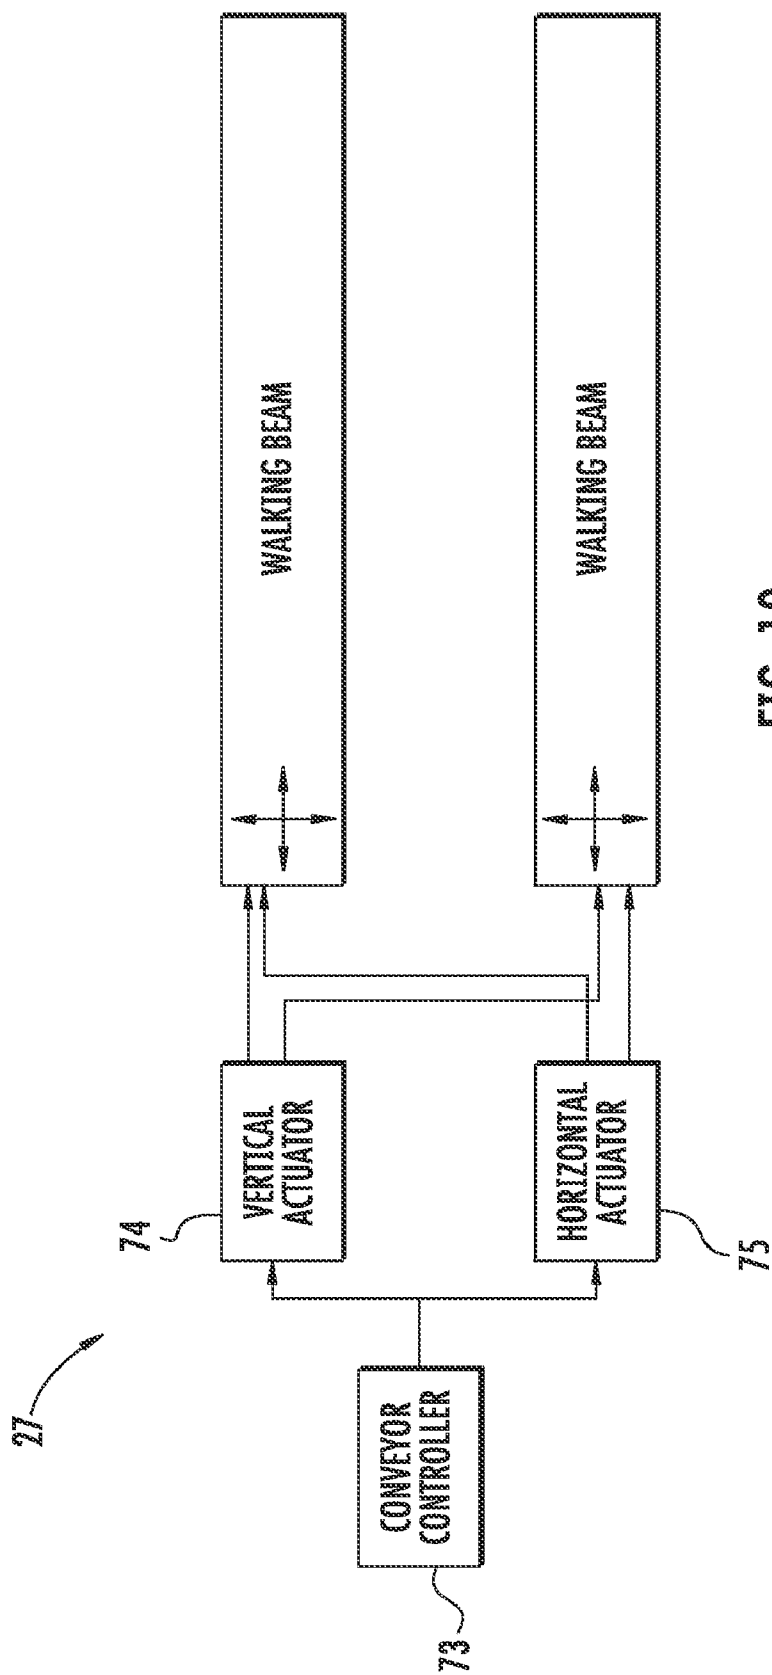 27
73
CONVEYOR
CONTROLLER
74
VERTICAL
ACTUATOR
HORIZONTAL
ACTUATOR
75
WALKING BEAM
WALKING BEAM